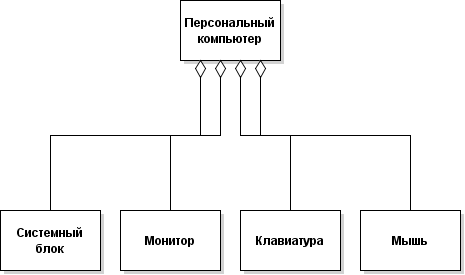 Персональный
компьютер
Системный
блок
Монитор
Клавиатура
Мышь